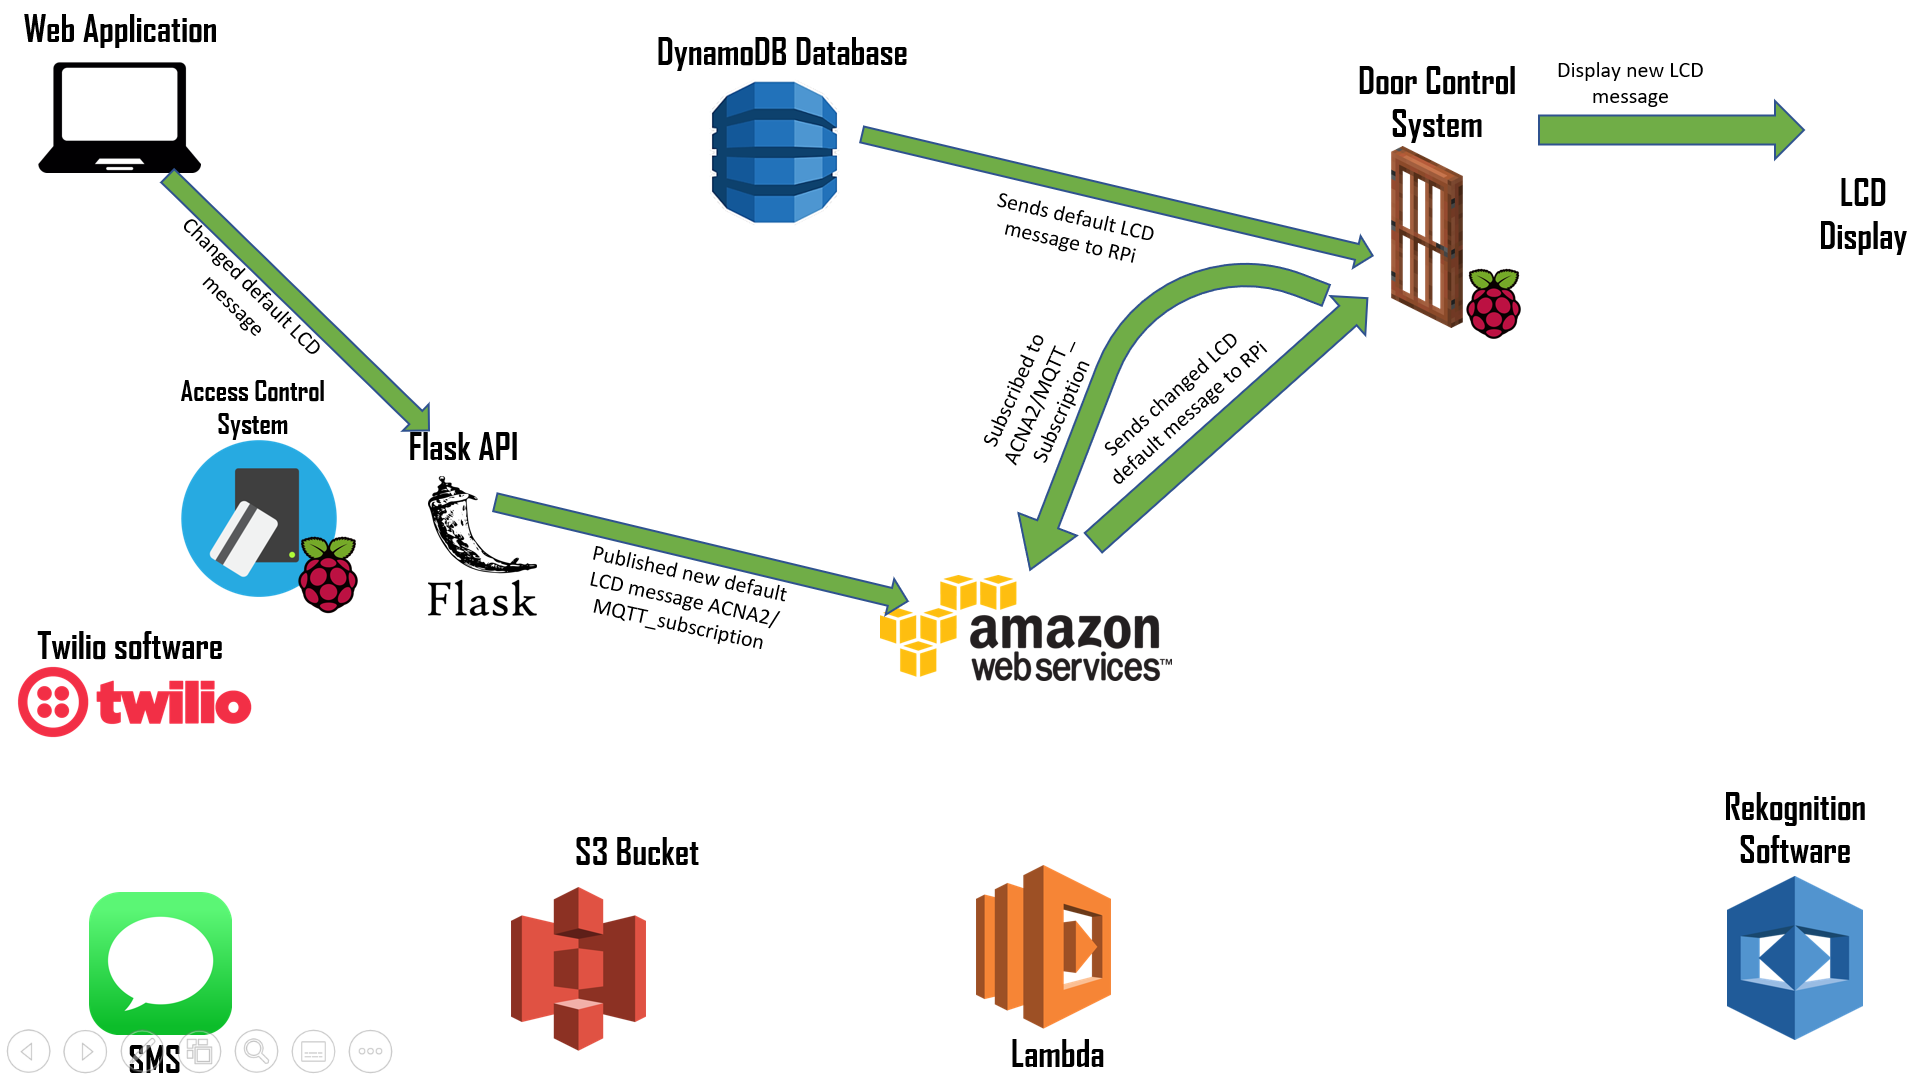 Web Application
DynamoDB Database
Door Control
System
Display new LCD
message
LCD
Display
Sends default LCD
message to RPi
Changed default LCD
message
Subscribed to
ACNA2/MQTT_
Subscription
Sends changed LCD
default message to RPi
Access Control
System
Flask API
Flask
Published new default
LCD message ACNA2/
MQTT_subscription
amazon
web services™
Twilio software
twilio
S3 Bucket
Rekognition
Software
SMS
Lambda